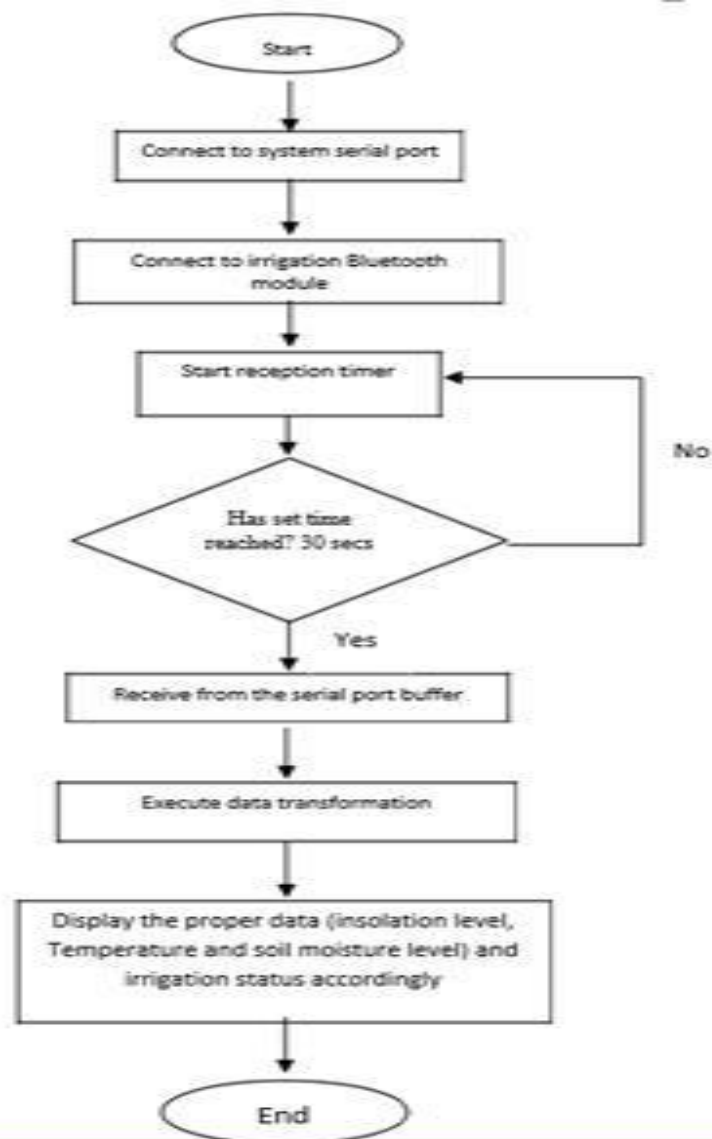 Start
Connect to system serial port
Connect to irrigation Bluetooth
module
Start reception timer
No
Has set time
reached? 30 secs
Yes
Receive from the serial port buffer
Execute data transformation
Display the proper data (insolation level,
Temperature and soil moisture level) and
irrigation status accordingly
End